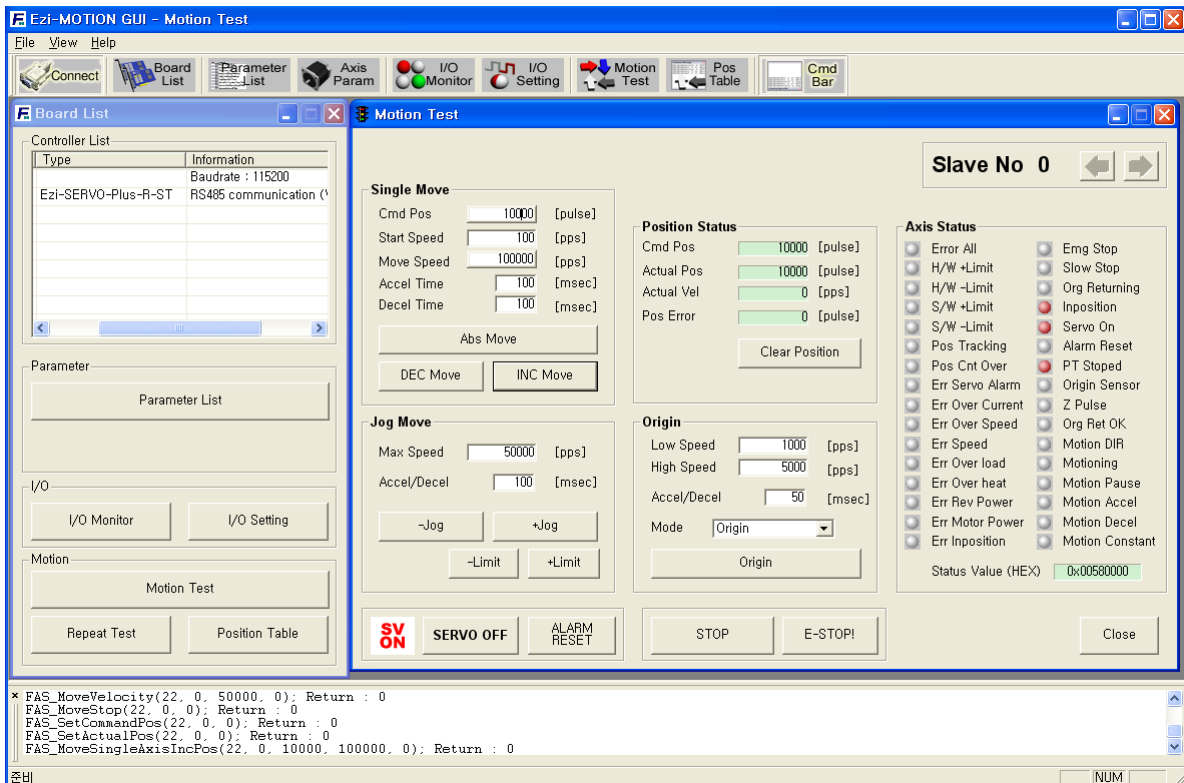 Ezi-MOTION GUI - Motion Test
File View Help
Connect
Board List
Parameter List
Axis Param
I/O Monitor
I/O Setting
Motion Test
Pos Table
Cmd Bar
Board List
Controller List
Type Information
Baudrate : 115200
Ezi-SERVO-Plus-R-ST RS485 communication (
Parameter
Parameter List
I/O
I/O Monitor I/O Setting
Motion
Motion Test
Repeat Test Position Table
Motion Test
Slave No 0
Single Move
Cmd Pos 10000 [pulse]
Start Speed 100 [pps]
Move Speed 100000 [pps]
Accel Time 100 [msec]
Decel Time 100 [msec]
Abs Move
DEC Move INC Move
Jog Move
Max Speed 50000 [pps]
Accel/Decel 100 [msec]
-Jog +Jog
-Limit +Limit
Position Status
Cmd Pos 10000 [pulse]
Actual Pos 10000 [pulse]
Actual Vel 0 [pps]
Pos Error 0 [pulse]
Clear Position
Origin
Low Speed 1000 [pps]
High Speed 5000 [pps]
Accel/Decel 50 [msec]
Mode Origin
Origin
Axis Status
Error All Emg Stop
H/W +Limit Slow Stop
H/W -Limit Org Returning
S/W +Limit Inposition
S/W -Limit Servo On
Pos Tracking Alarm Reset
Pos Cnt Over PT Stoped
Err Servo Alarm Origin Sensor
Err Over Current Z Pulse
Err Over Speed Org Ret OK
Err Speed Motion DIR
Err Over load Motioning
Err Over heat Motion Pause
Err Rev Power Motion Accel
Err Motor Power Motion Decel
Err Inposition Motion Constant
Status Value (HEX) 0x00580000
SV ON SERVO OFF ALARM RESET STOP E-STOP! Close
FAS_MoveVelocity(22, 0, 50000, 0); Return : 0
FAS_MoveStop(22, 0, 0); Return : 0
FAS_SetCommandPos(22, 0, 0); Return : 0
FAS_SetActualPos(22, 0, 0); Return : 0
FAS_MoveSingleAxisIncPos(22, 0, 10000, 100000, 0); Return : 0
준비 NUM